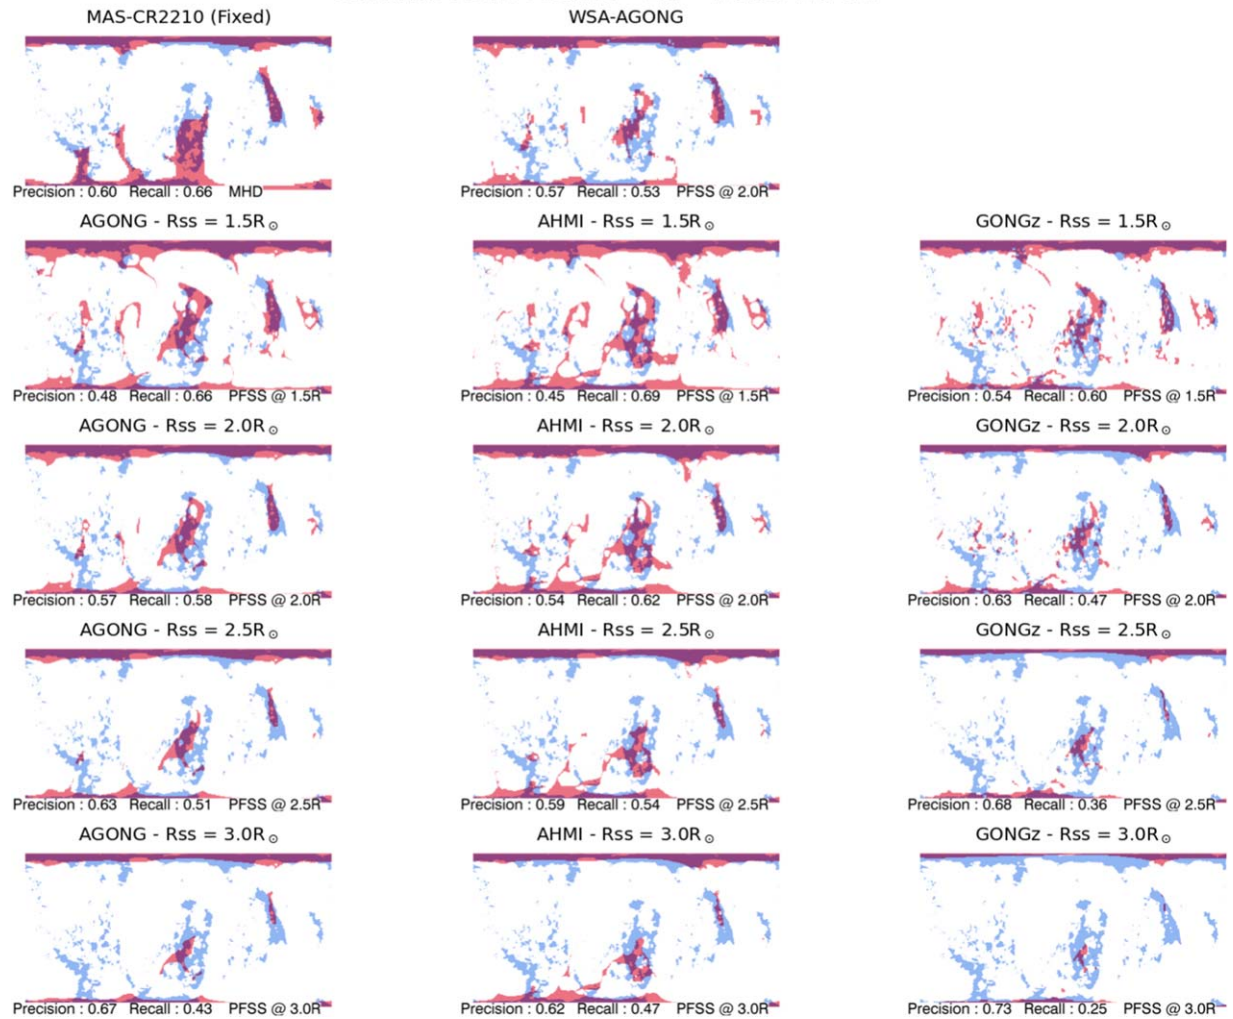 MAS-CR2210 (Fixed)
WSA-AGONG
Precision : 0.60 Recall : 0.66 MHD
Precision : 0.57 Recall : 0.53 PFSS @ 2.0R
AGONG - Rss = 1.5R☉
AHMI - Rss = 1.5R☉
GONGz - Rss = 1.5R☉
Precision : 0.48 Recall : 0.66 PFSS @ 1.5R
Precision : 0.45 Recall : 0.69 PFSS @ 1.5R
Precision : 0.54 Recall : 0.60 PFSS @ 1.5R
AGONG - Rss = 2.0R☉
AHMI - Rss = 2.0R☉
GONGz - Rss = 2.0R☉
Precision : 0.57 Recall : 0.58 PFSS @ 2.0R
Precision : 0.54 Recall : 0.62 PFSS @ 2.0R
Precision : 0.63 Recall : 0.47 PFSS @ 2.0R
AGONG - Rss = 2.5R☉
AHMI - Rss = 2.5R☉
GONGz - Rss = 2.5R☉
Precision : 0.63 Recall : 0.51 PFSS @ 2.5R
Precision : 0.59 Recall : 0.54 PFSS @ 2.5R
Precision : 0.68 Recall : 0.36 PFSS @ 2.5R
AGONG - Rss = 3.0R☉
AHMI - Rss = 3.0R☉
GONGz - Rss = 3.0R☉
Precision : 0.67 Recall : 0.43 PFSS @ 3.0R
Precision : 0.62 Recall : 0.47 PFSS @ 3.0R
Precision : 0.73 Recall : 0.25 PFSS @ 3.0R